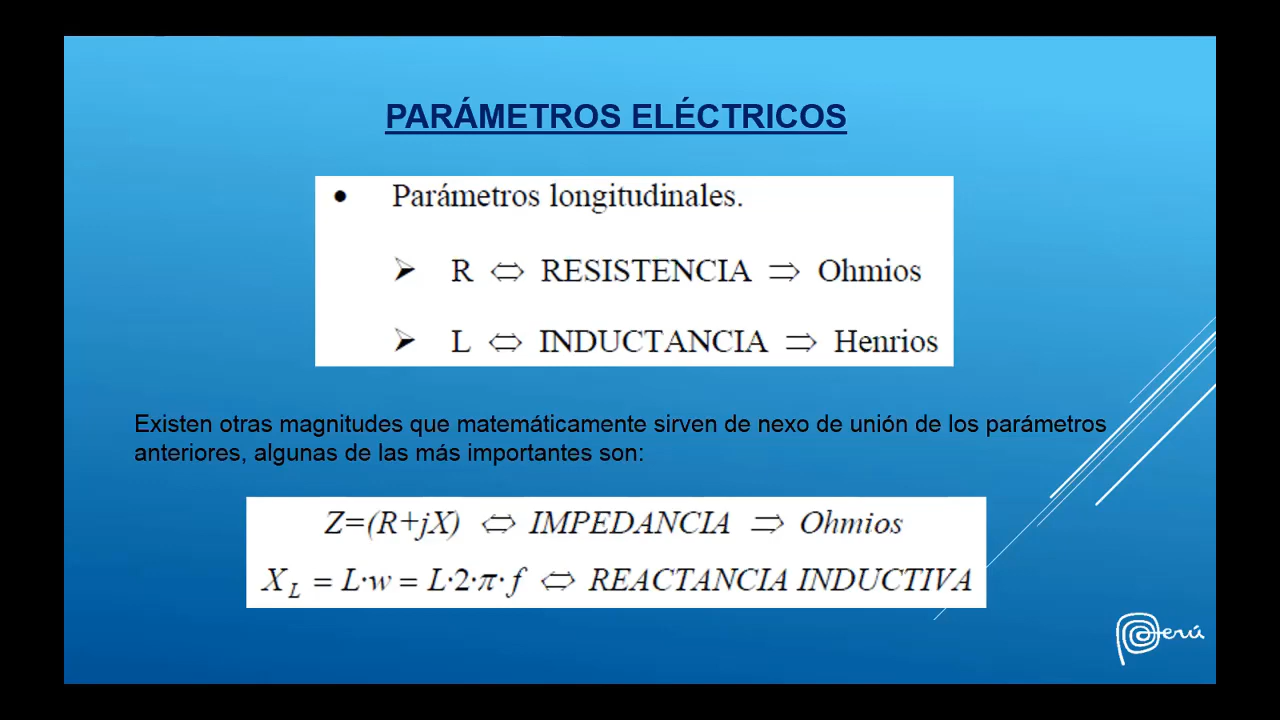 PARÁMETROS ELÉCTRICOS
• Parámetros longitudinales.
➢ R ⇔ RESISTENCIA ⇒ Ohmios
➢ L ⇔ INDUCTANCIA ⇒ Henrios
Existen otras magnitudes que matemáticamente sirven de nexo de unión de los parámetros
anteriores, algunas de las más importantes son:
Z=(R+jX) ⇔ IMPEDANCIA ⇒ Ohmios
X_L = L·w = L·2·π·f ⇔ REACTANCIA INDUCTIVA
Perú